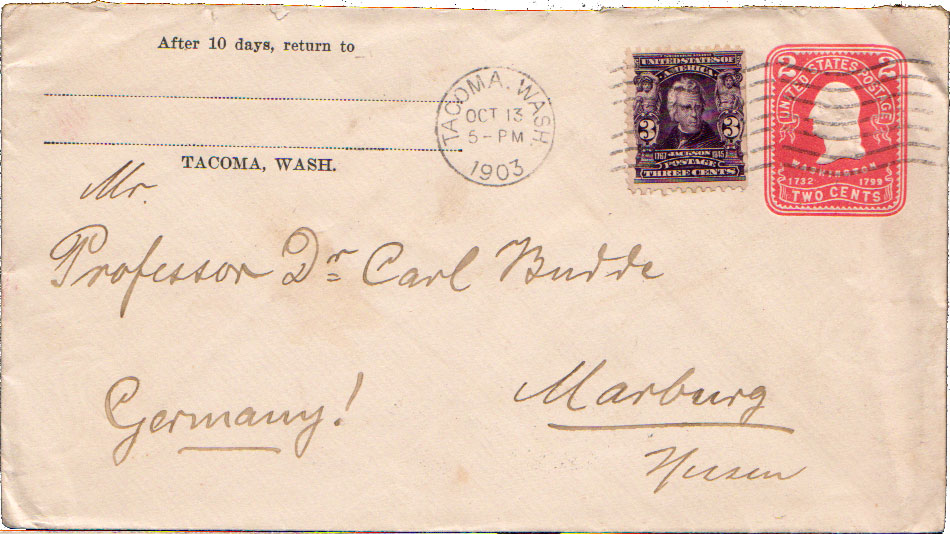 After 10 days, return to
TACOMA, WASH.
TACOMA, WASH.
OCT 13
5-PM
1903
UNITED STATES OF
AMERICA
3 3
1767 JACKSON 1845
POSTAGE
THREE CENTS
2 2
UNITED STATES POSTAGE
WASHINGTON
1732 1799
TWO CENTS
Mr.
Professor Dr. Carl Budde
Marburg
Germany!
Hessen